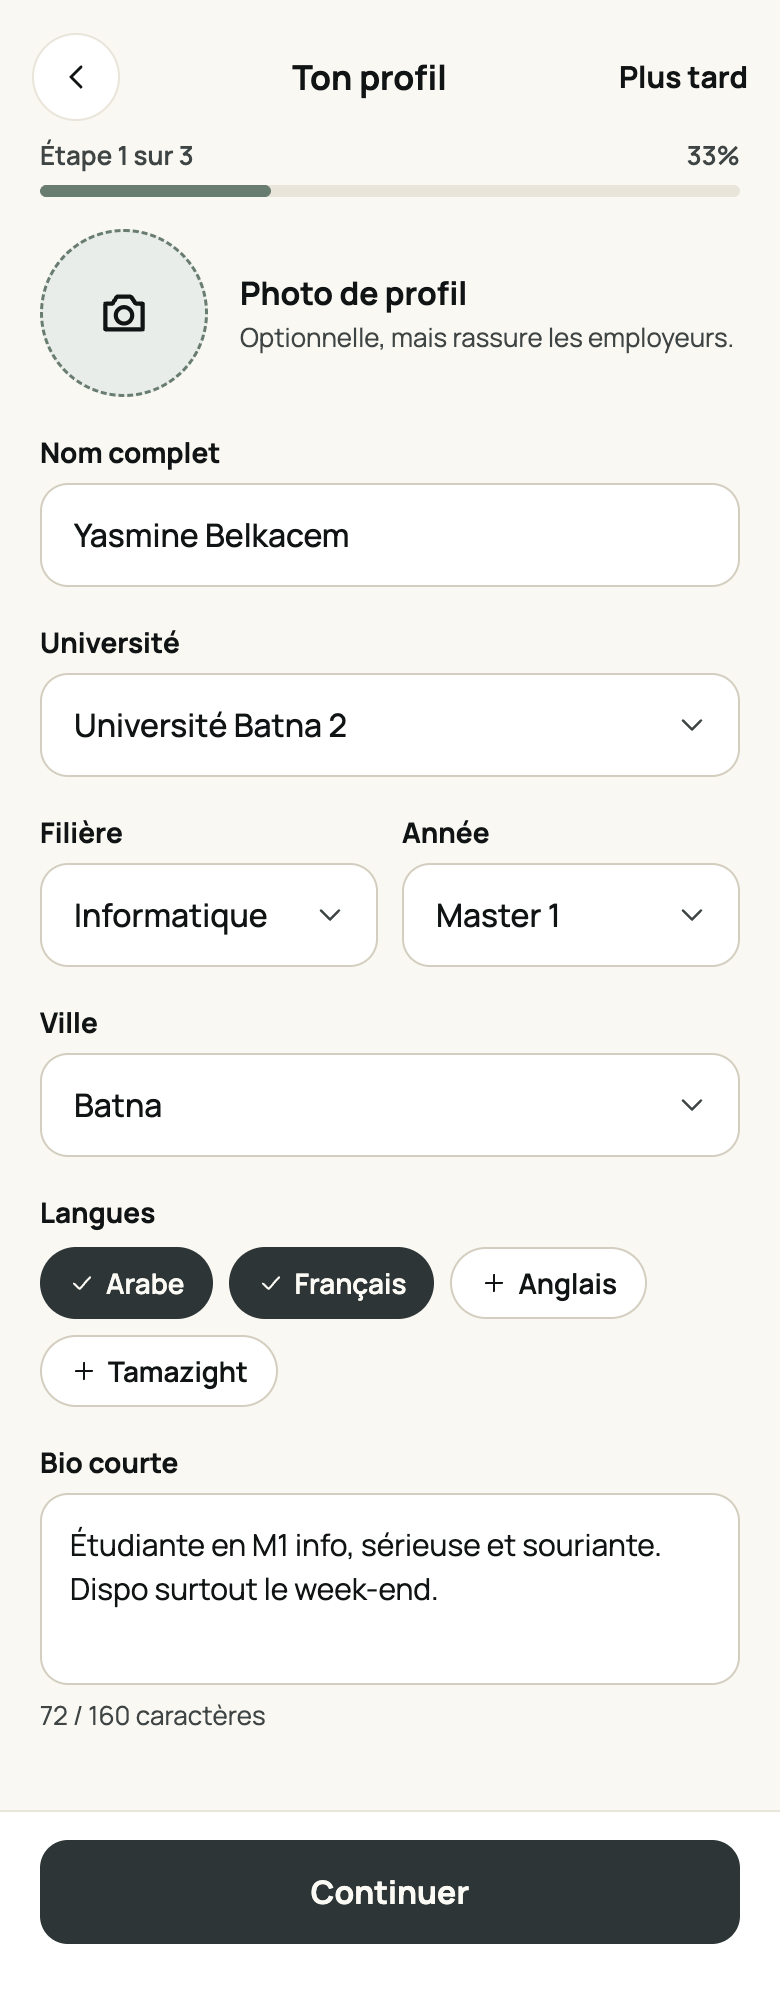 Ton profil
Plus tard
Étape 1 sur 3
33%
Photo de profil
Optionnelle, mais rassure les employeurs.
Nom complet
Yasmine Belkacem
Université
Université Batna 2
Filière
Année
Informatique
Master 1
Ville
Batna
Langues
Arabe
Français
Anglais
Tamazight
Bio courte
Étudiante en M1 info, sérieuse et souriante.
Dispo surtout le week-end.
72 / 160 caractères
Continuer